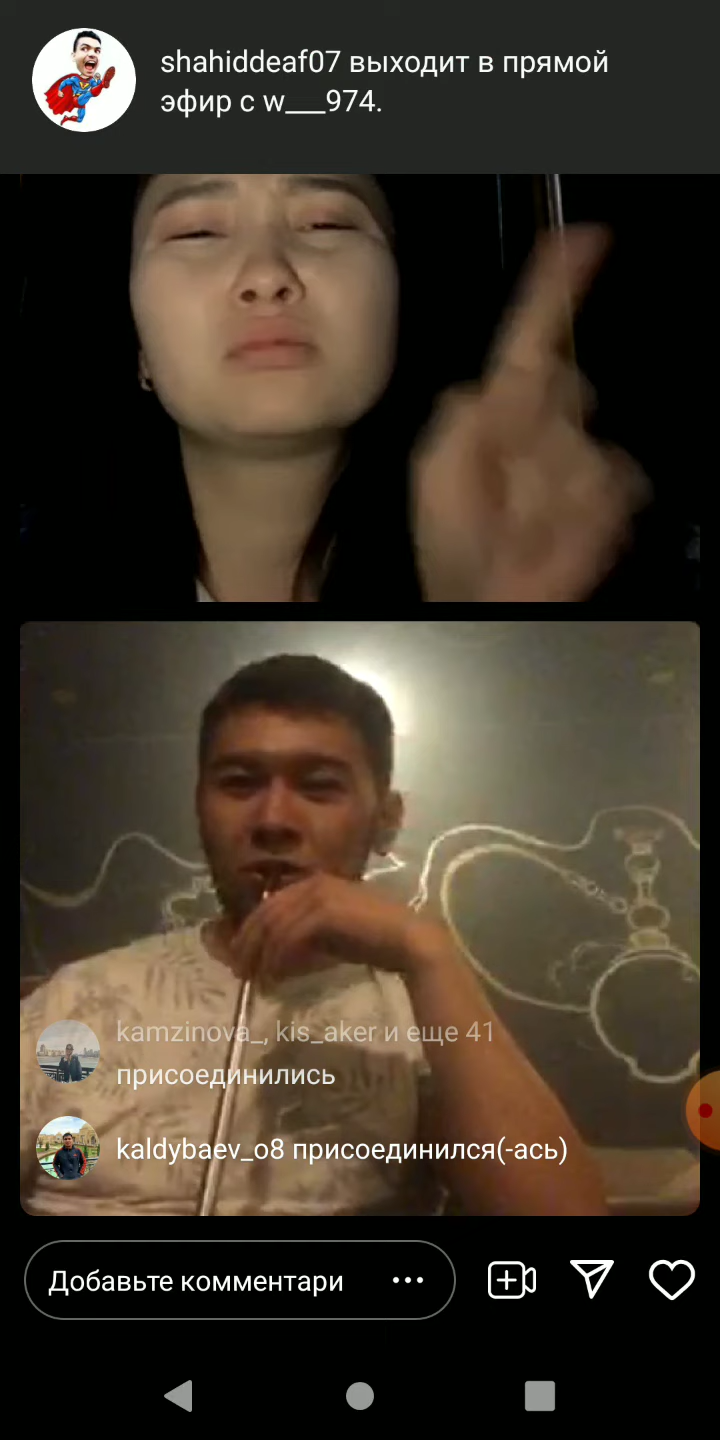 shahiddeaf07 выходит в прямой
эфир с w___974.
kamzinova_, kis_aker и еще 41
присоединились
kaldybaev_o8 присоединился(-ась)
Добавьте комментари